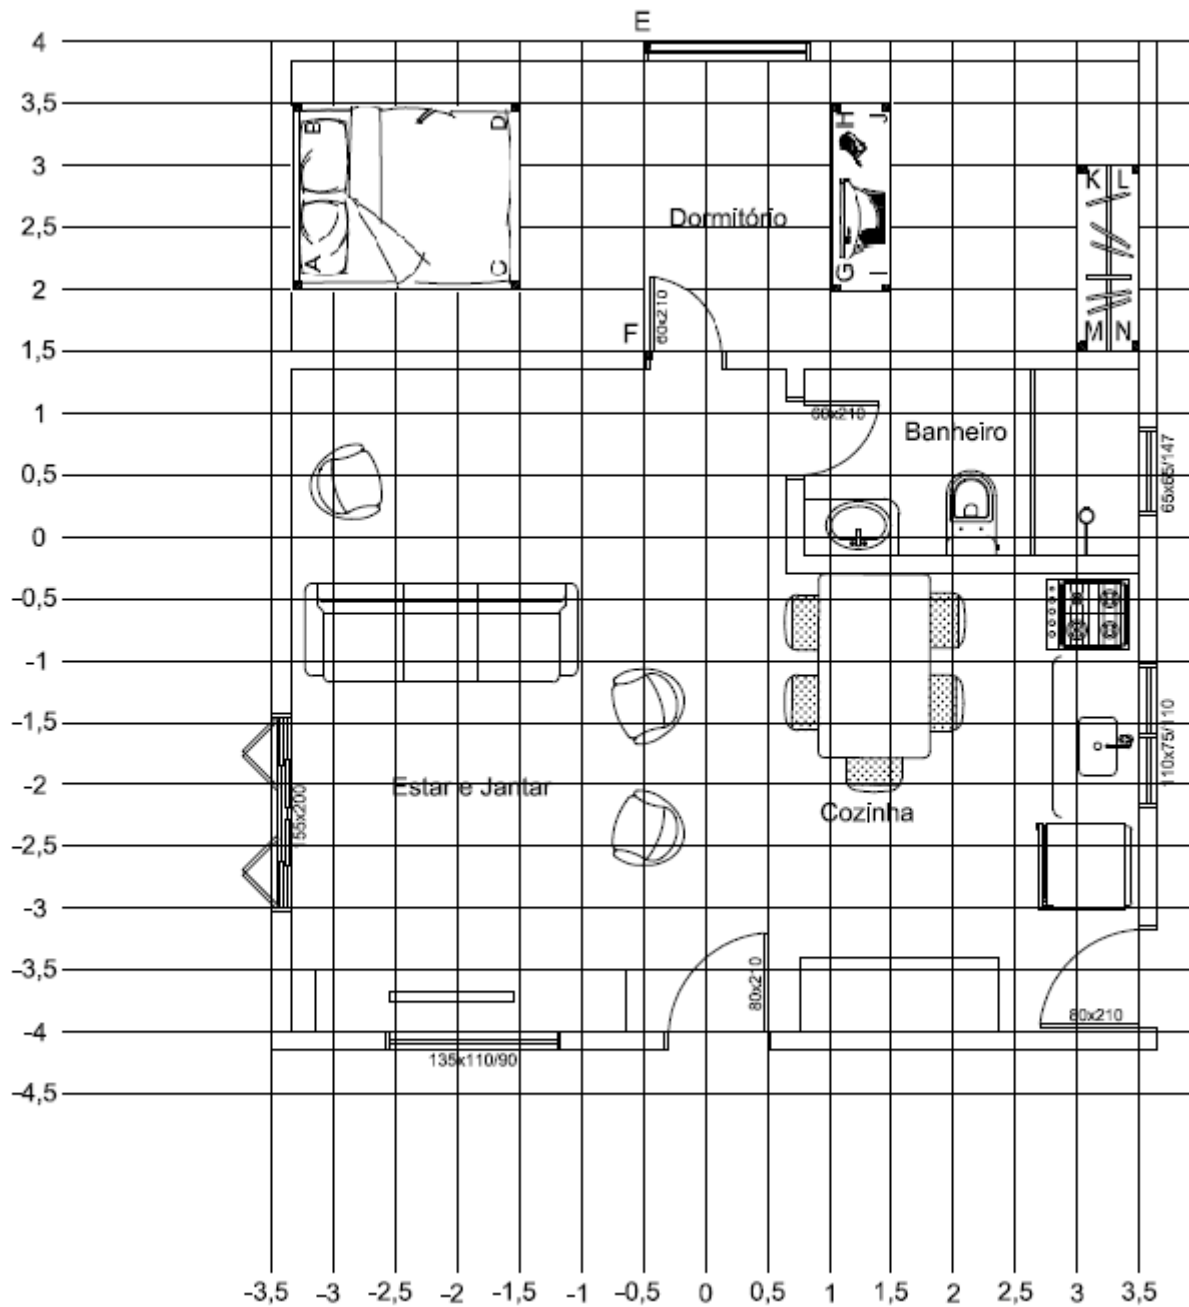 E
4
3,5
B
D
H
J
3
K
L
2,5
Dormitório
A
C
G
I
2
60x210
F
M
N
1,5
1
60x210
Banheiro
65x65/147
0,5
0
–0,5
–1
–1,5
110x75/110
–2
Estar e Jantar
155x200
Cozinha
–2,5
–3
–3,5
80x210
80x210
–4
135x110/90
–4,5
-3,5 -3 -2,5 -2 -1,5 -1 –0,5 0 0,5 1 1,5 2 2,5 3 3,5